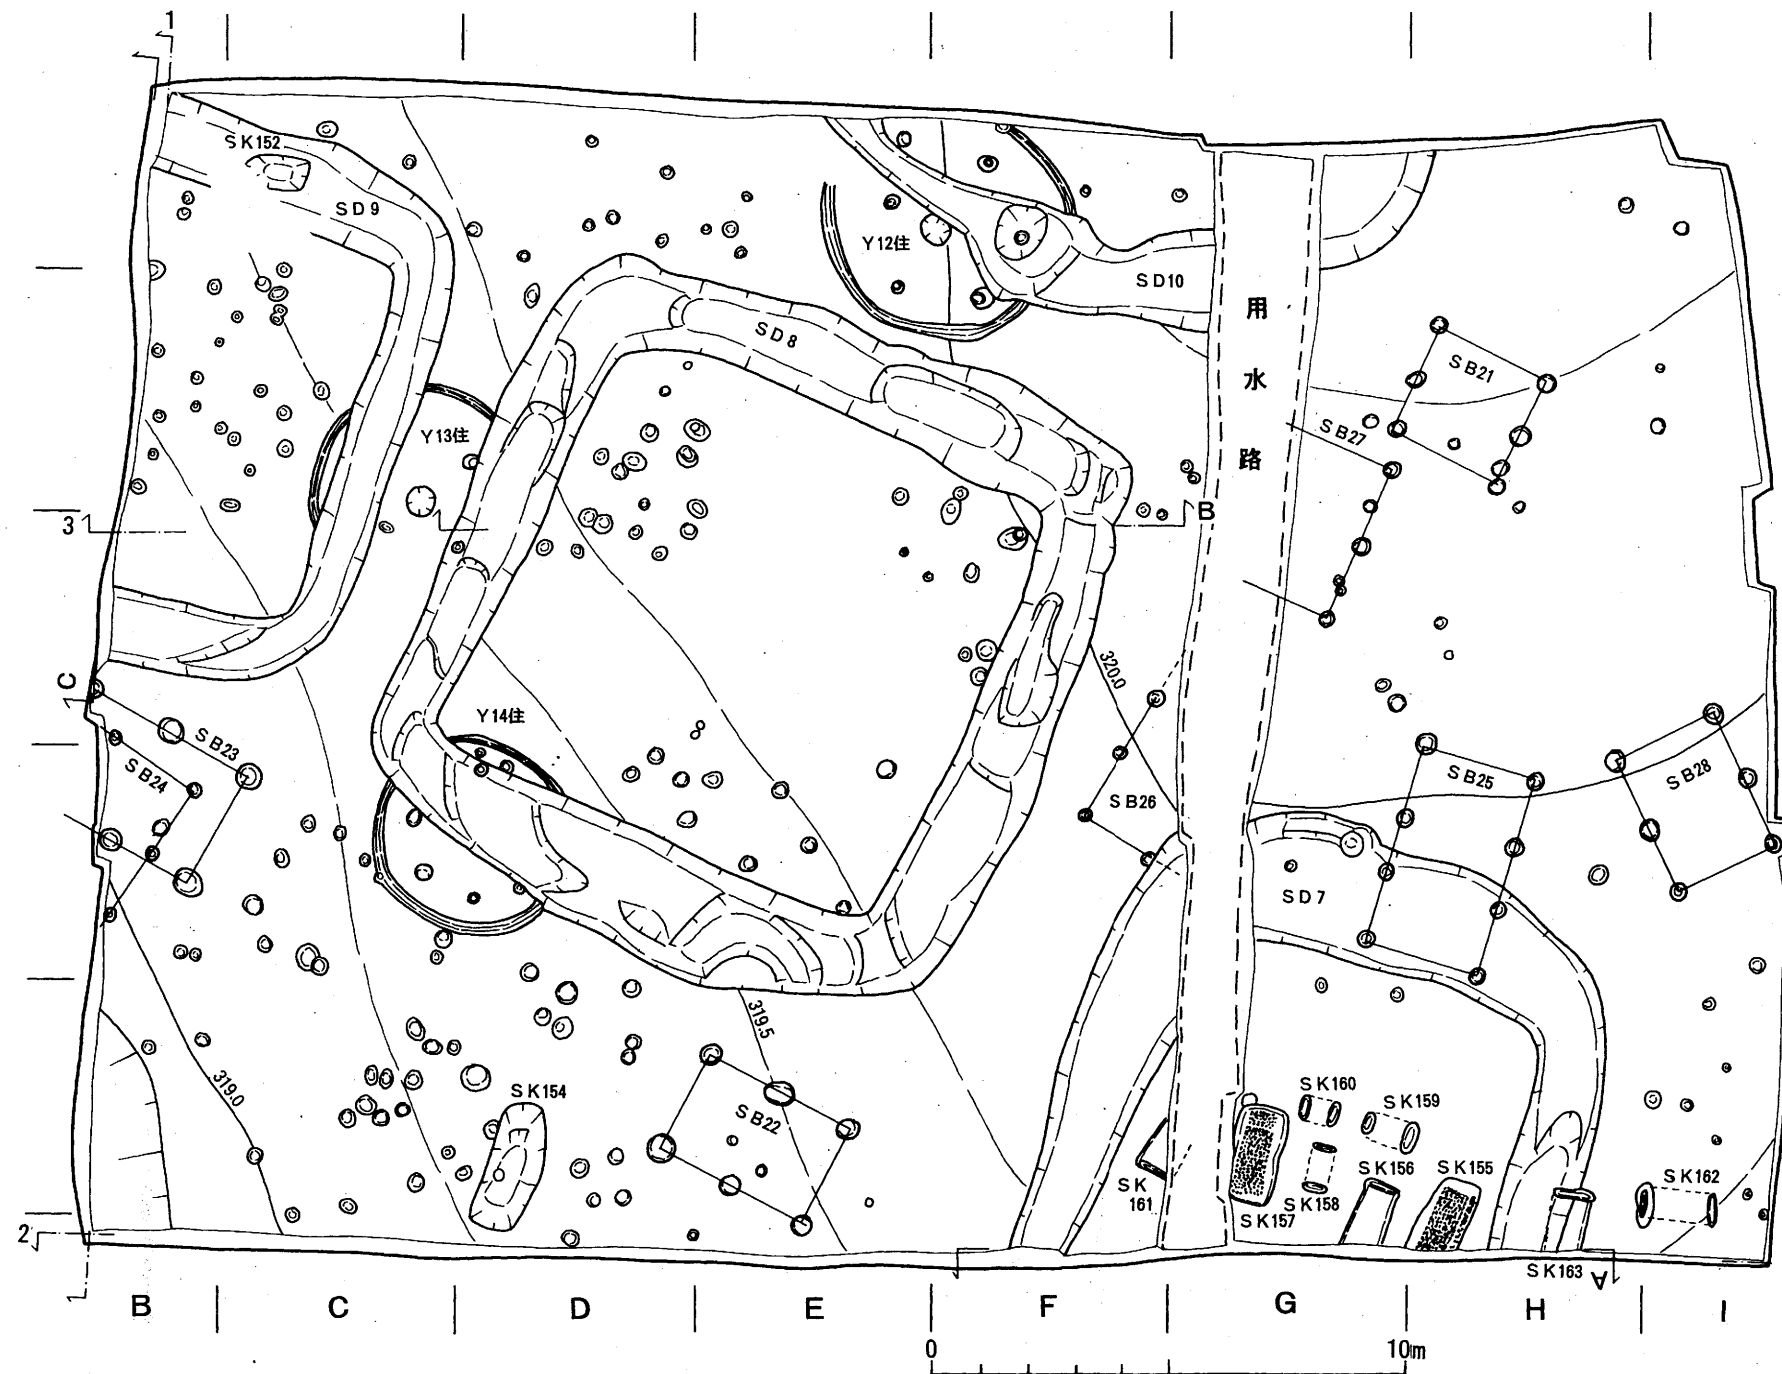 1
SK152
SD9
Y12住
SD10
用水路
SD8
SB21
Y13住
SB27
3
B
C
320.0
Y14住
SB23
SB24
SB26
SB25
SB28
SD7
319.5
319.0
SK154
SB22
SK160
SK159
SK156
SK155
SK162
SK
161
SK158
SK157
2
SK163
A
B
C
D
E
F
G
H
I
0
10m